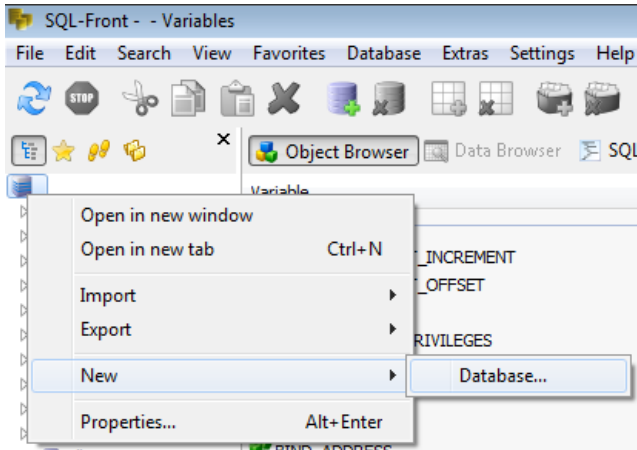 SQL-Front - - Variables
File Edit Search View Favorites Database Extras Settings Help
STOP
Object Browser Data Browser SQL
Variable
Open in new window
Open in new tab Ctrl+N
_INCREMENT
_OFFSET
Import
Export
RIVILEGES
New
Database...
Properties... Alt+Enter
BIND_ADDRESS